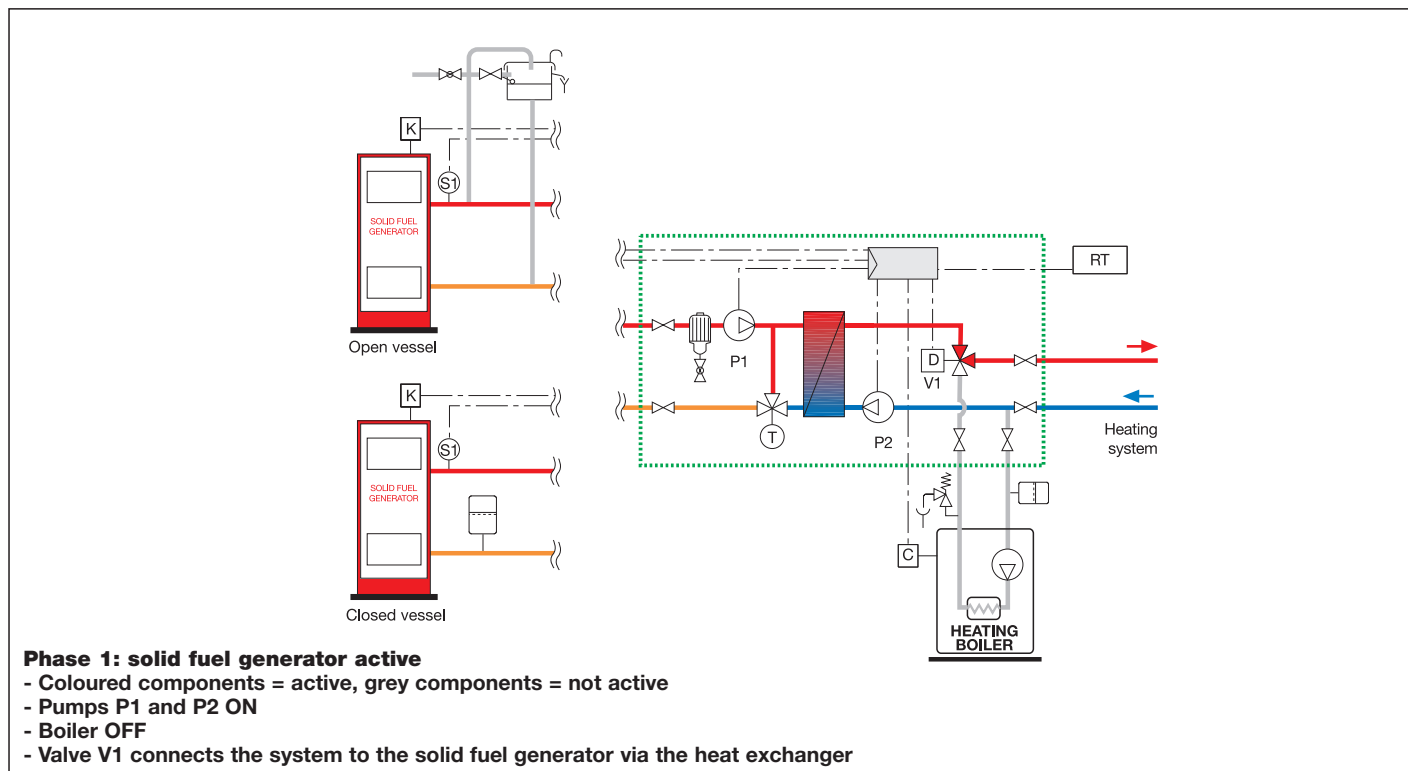 K
S1
SOLID FUEL
GENERATOR
Open vessel
K
S1
SOLID FUEL
GENERATOR
Closed vessel
RT
P1
D
V1
T
P2
Heating
system
C
HEATING
BOILER
Phase 1: solid fuel generator active
- Coloured components = active, grey components = not active
- Pumps P1 and P2 ON
- Boiler OFF
- Valve V1 connects the system to the solid fuel generator via the heat exchanger